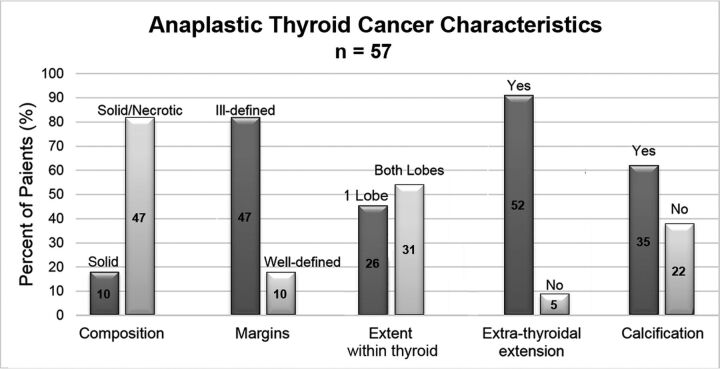 Anaplastic Thyroid Cancer Characteristics
n = 57
Percent of Paients (%)
100
90
80
70
60
50
40
30
20
10
0
Solid
10
Solid/Necrotic
47
Ill-defined
47
Well-defined
10
1 Lobe
26
Both Lobes
31
Yes
52
No
5
Yes
35
No
22
Composition
Margins
Extent
within thyroid
Extra-thyroidal
extension
Calcification